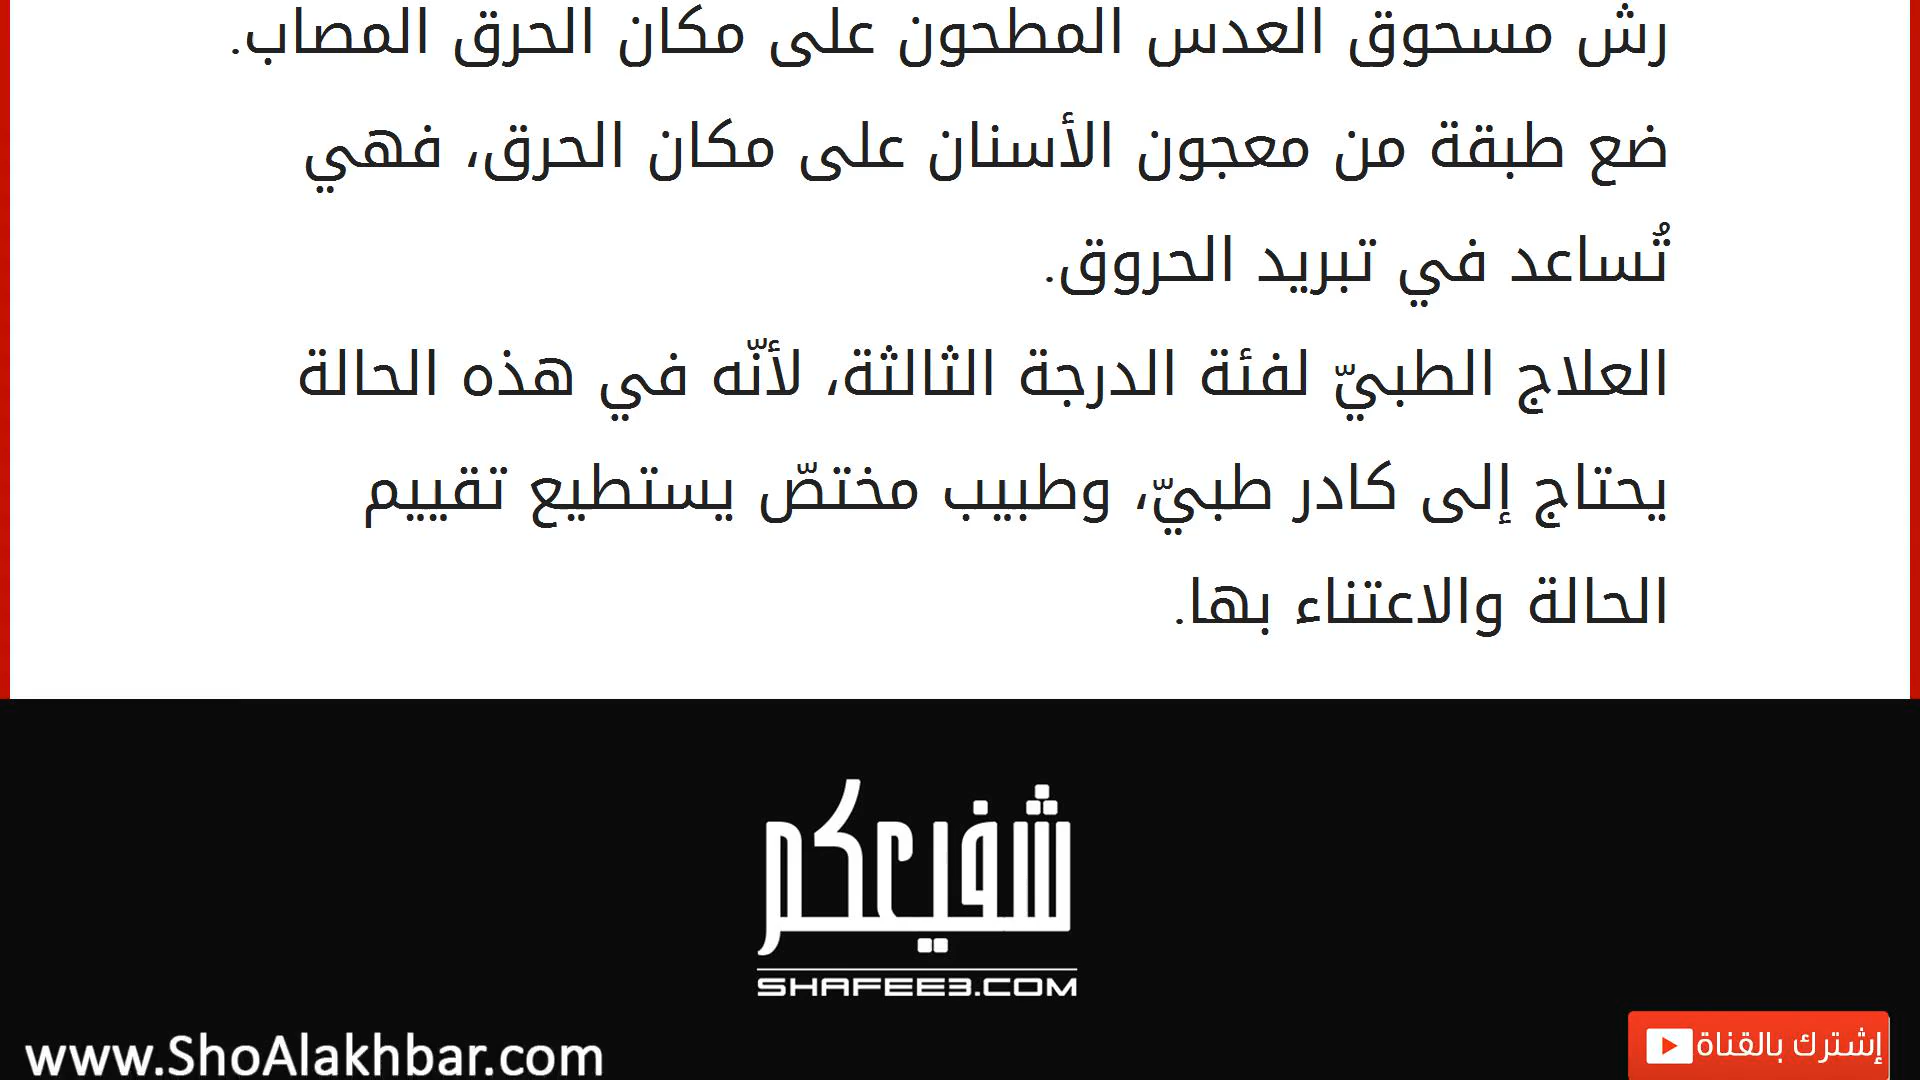 رش مسحوق العدس المطحون على مكان الحرق المصاب.
ضع طبقة من معجون الأسنان على مكان الحرق، فهي
تُساعد في تبريد الحروق.
العلاج الطبيّ لفئة الدرجة الثالثة، لأنّه في هذه الحالة
يحتاج إلى كادر طبيّ، وطبيب مختصّ يستطيع تقييم
الحالة والاعتناء بها.
شفيعكم
SHAFEE3.COM
www.ShoAlakhbar.com
إشترك بالقناة